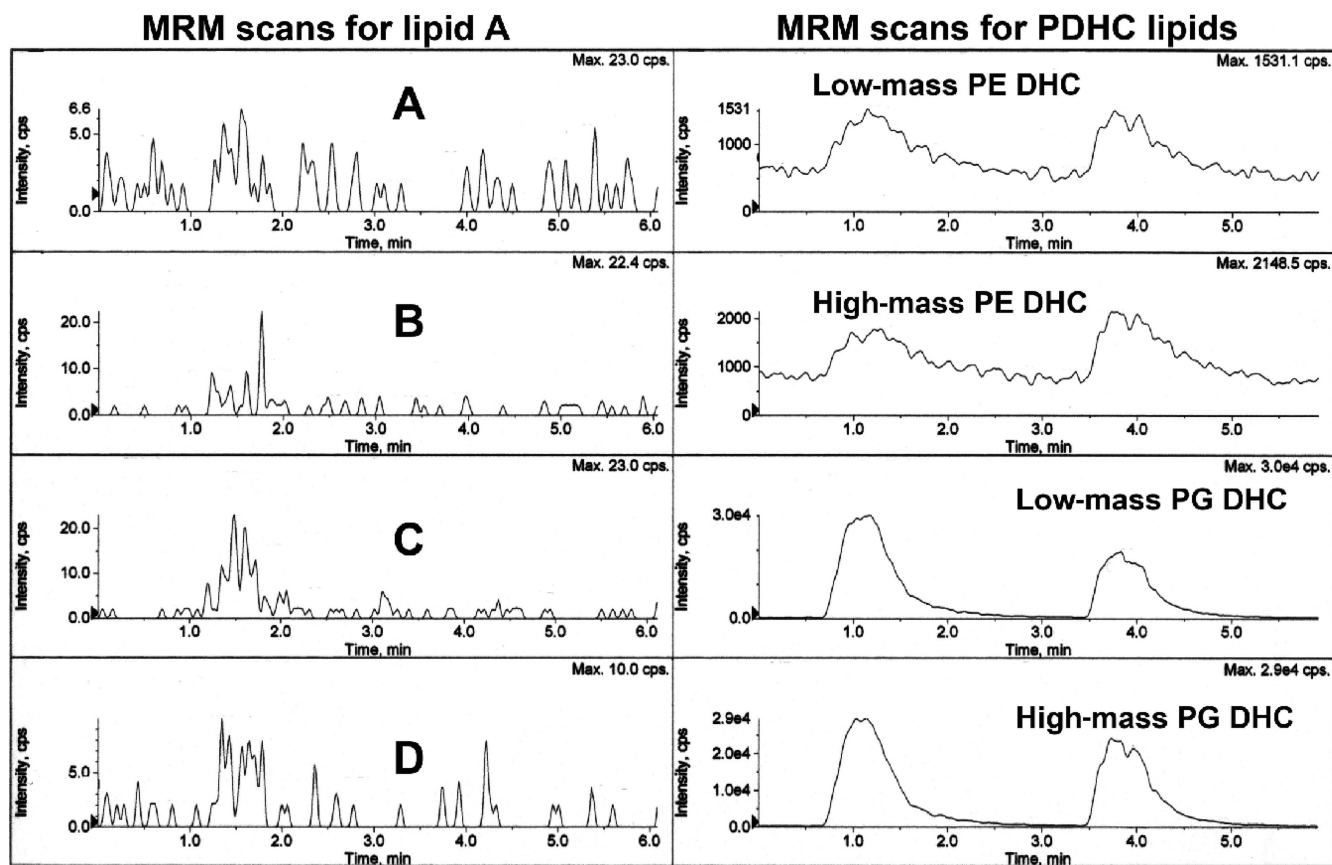 MRM scans for lipid A
MRM scans for PDHC lipids
Max. 23.0 cps.
A
Intensity, cps
6.6
5.0
0.0
1.0 2.0 3.0 4.0 5.0 6.0
Time, min
Max. 1531.1 cps.
Low-mass PE DHC
Intensity, cps
1531
1000
0
1.0 2.0 3.0 4.0 5.0
Time, min
Max. 22.4 cps.
B
Intensity, cps
20.0
10.0
0.0
1.0 2.0 3.0 4.0 5.0 6.0
Time, min
Max. 2148.5 cps.
High-mass PE DHC
Intensity, cps
2000
1000
0
1.0 2.0 3.0 4.0 5.0
Time, min
Max. 23.0 cps.
C
Intensity, cps
20.0
10.0
0.0
1.0 2.0 3.0 4.0 5.0 6.0
Time, min
Max. 3.0e4 cps.
Low-mass PG DHC
Intensity, cps
3.0e4
0.0
1.0 2.0 3.0 4.0 5.0
Time, min
Max. 10.0 cps.
D
Intensity, cps
5.0
0.0
1.0 2.0 3.0 4.0 5.0 6.0
Time, min
Max. 2.9e4 cps.
High-mass PG DHC
Intensity, cps
2.9e4
2.0e4
1.0e4
0.0
1.0 2.0 3.0 4.0 5.0
Time, min